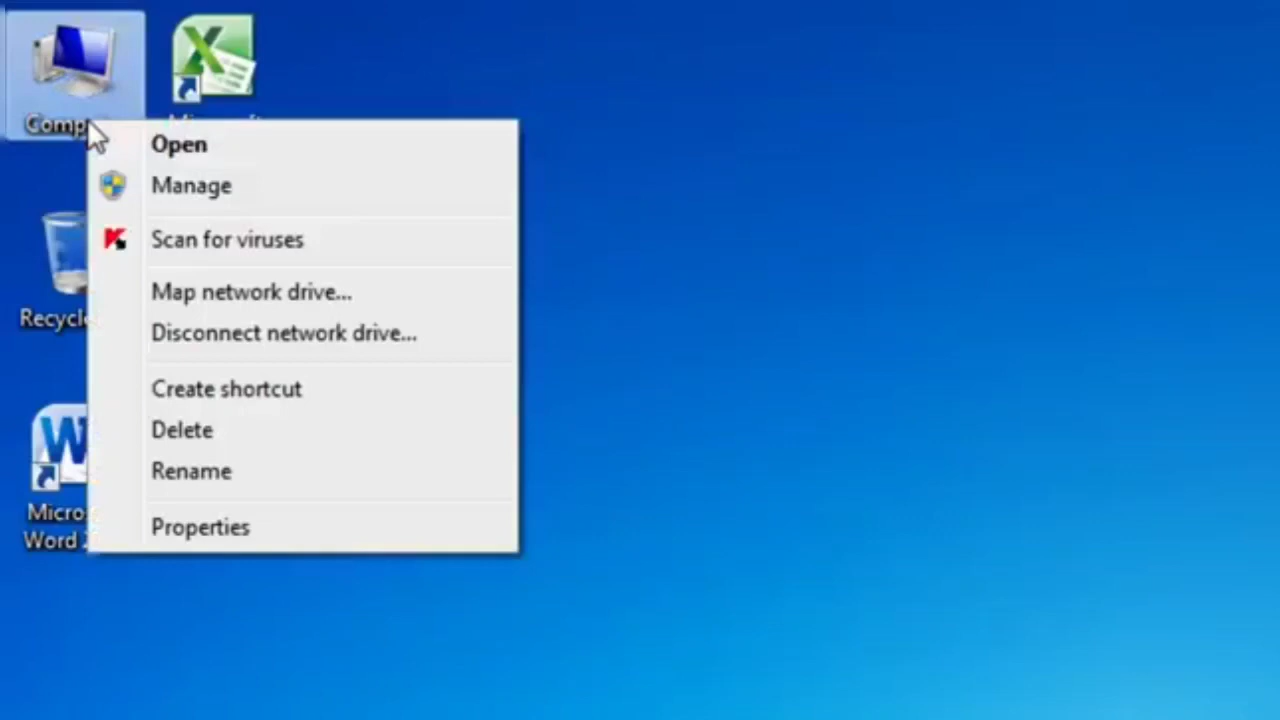 Open
Manage
Scan for viruses
Map network drive...
Disconnect network drive...
Create shortcut
Delete
Rename
Properties